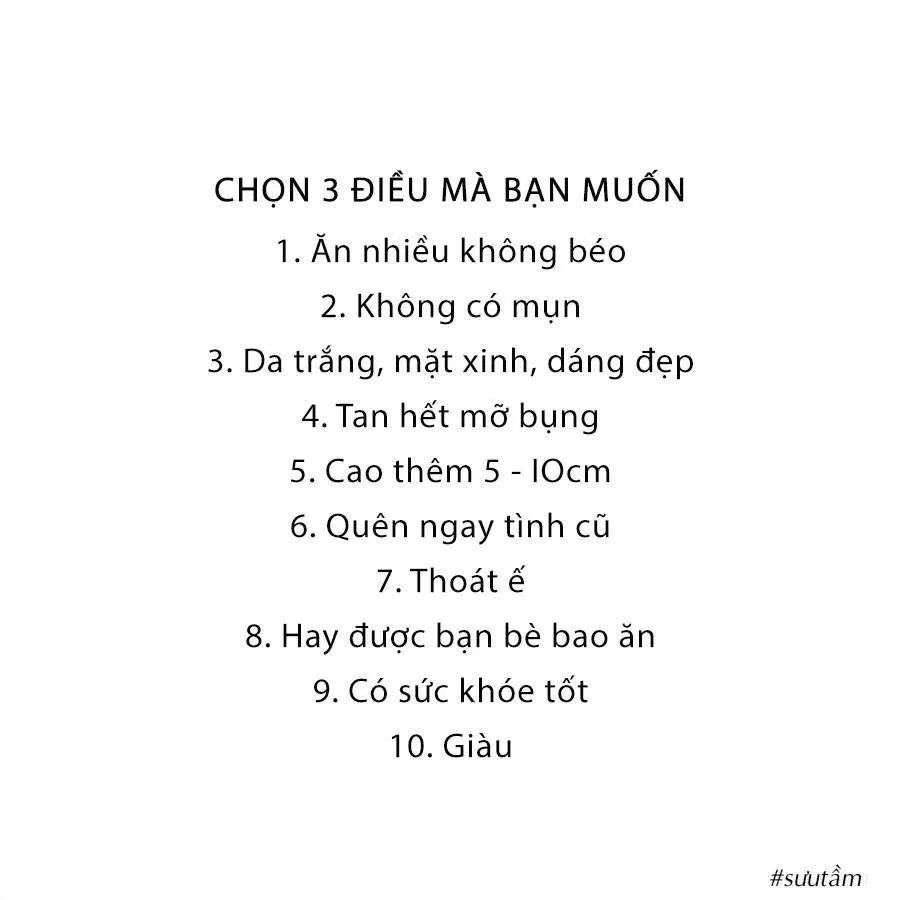 CHỌN 3 ĐIỀU MÀ BẠN MUỐN
1. Ăn nhiều không béo
2. Không có mụn
3. Da trắng, mặt xinh, dáng đẹp
4. Tan hết mỡ bụng
5. Cao thêm 5 - IOcm
6. Quên ngay tình cũ
7. Thoát ế
8. Hay được bạn bè bao ăn
9. Có sức khóe tốt
10. Giàu
#sưutầm